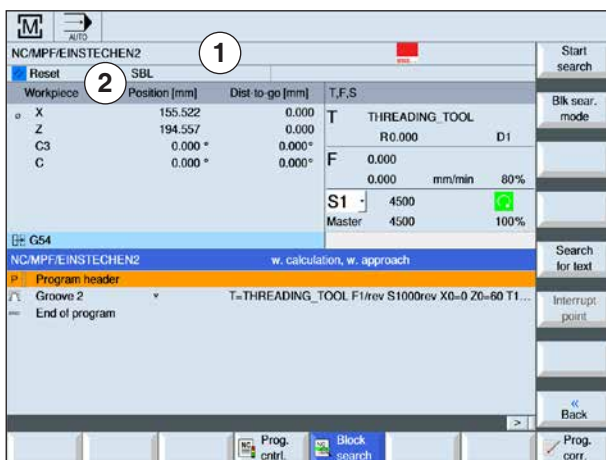 M AUTO
NC/MPF/EINSTECHEN2 1
Start search
Reset SBL
2
Workpiece Position [mm] Dist-to-go [mm] T,F,S
Blk sear. mode
X 155.522 0.000 T THREADING_TOOL
Z 194.557 0.000 R0.000 D1
C3 0.000 ° 0.000°
C 0.000 ° 0.000° F 0.000
0.000 mm/min 80%
S1 4500
Master 4500 100%
G54
NC/MPF/EINSTECHEN2 w. calculation, w. approach
Search for text
P Program header
Groove 2 T=THREADING_TOOL F1/rev S1000rev X0=0 Z0=60 T1...
End of program
Interrupt point
« Back
>
NC Prog. cntrl.
Block search
Prog. corr.